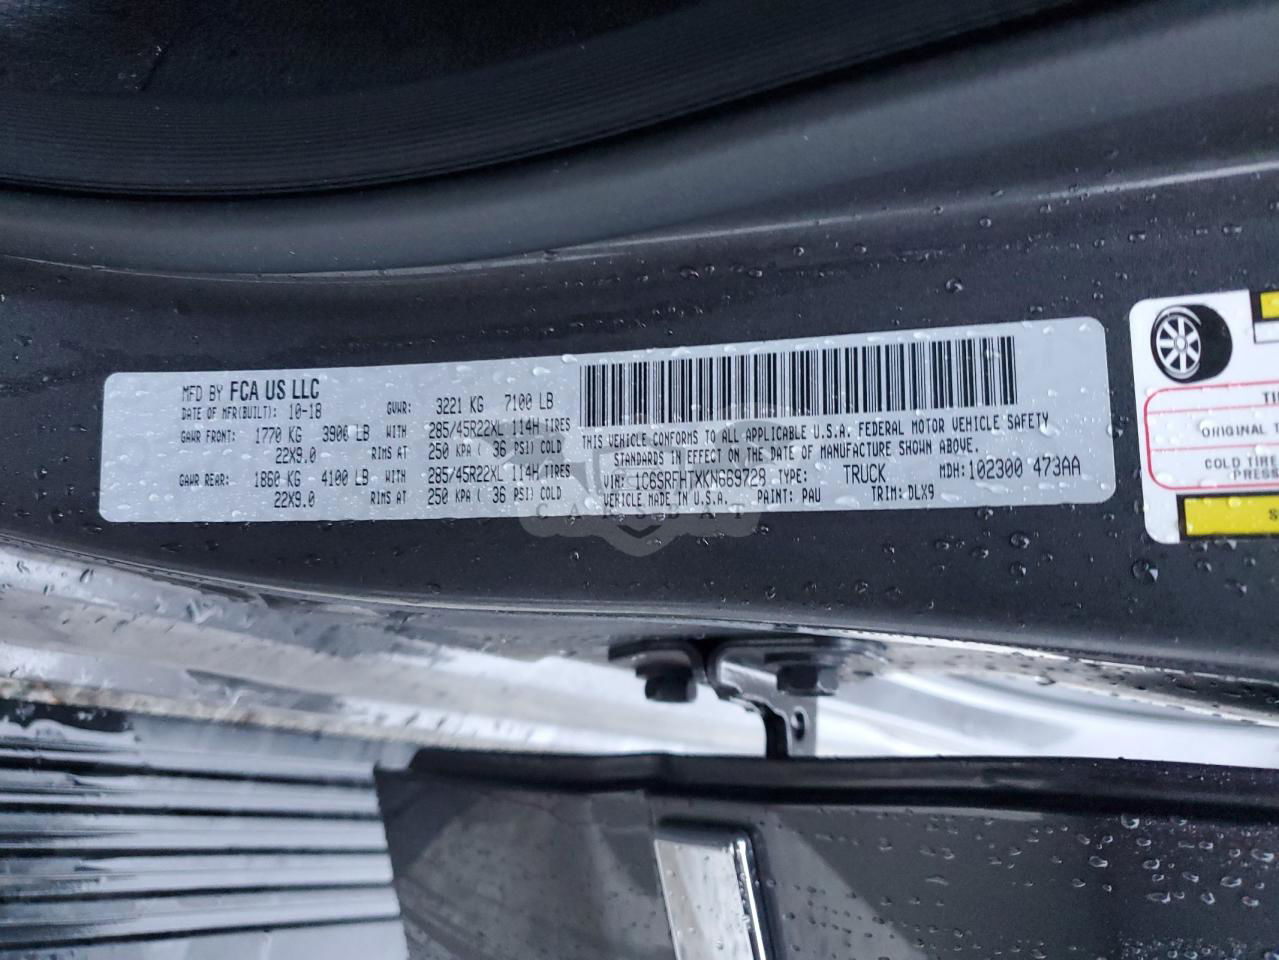 MFD BY FCA US LLC
DATE OF MFR(BUILT): 10-18 GVWR: 3221 KG 7100 LB
GAWR FRONT: 1770 KG 3900 LB WITH 285/45R22XL 114H TIRES
22X9.0 RIMS AT 250 KPA ( 36 PSI) COLD
GAWR REAR: 1860 KG 4100 LB WITH 285/45R22XL 114H TIRES
22X9.0 RIMS AT 250 KPA ( 36 PSI) COLD
THIS VEHICLE CONFORMS TO ALL APPLICABLE U.S.A. FEDERAL MOTOR VEHICLE SAFETY
STANDARDS IN EFFECT ON THE DATE OF MANUFACTURE SHOWN ABOVE.
VIN: 1C6SRFHTXKN669728 TYPE: TRUCK MDH:102300 473AA
VEHICLE MADE IN U.S.A. PAINT: PAU TRIM: DLX9
ORIGINAL
COLD TIRE
PRESS